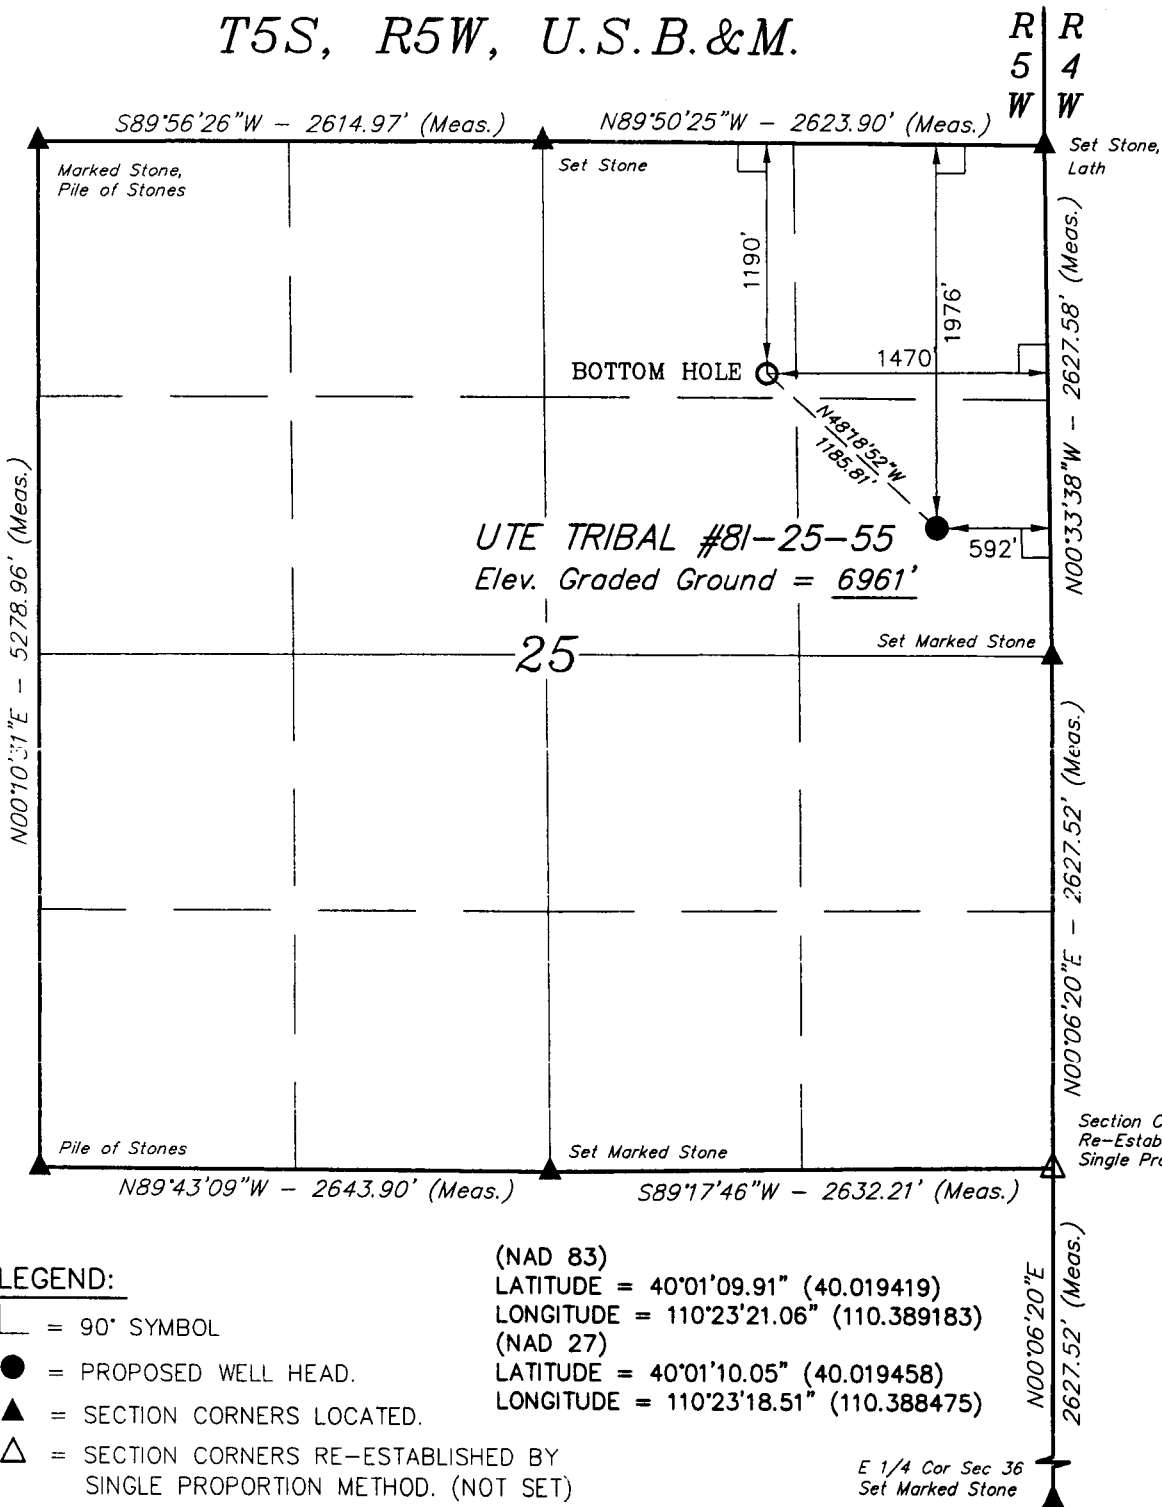 T5S, R5W, U.S.B.&M.
R R
5 4
W W
S89°56'26"W - 2614.97' (Meas.)
N89°50'25"W - 2623.90' (Meas.)
Marked Stone,
Pile of Stones
Set Stone
Set Stone,
Lath
1190'
1976'
N00°33'38"W - 2627.58' (Meas.)
1470'
BOTTOM HOLE
N48°18'52"W
1185.81'
UTE TRIBAL #8I-25-55
592'
Elev. Graded Ground = 6961'
N00°10'31"E - 5278.96' (Meas.)
25
Set Marked Stone
N00°06'20"E - 2627.52' (Meas.)
Pile of Stones
Set Marked Stone
Section
Single
N89°43'09"W - 2643.90' (Meas.)
S89°17'46"W - 2632.21' (Meas.)
LEGEND:
= 90° SYMBOL
= PROPOSED WELL HEAD.
= SECTION CORNERS LOCATED.
= SECTION CORNERS RE-ESTABLISHED BY
SINGLE PROPORTION METHOD. (NOT SET)
(NAD 83)
LATITUDE = 40°01'09.91" (40.019419)
LONGITUDE = 110°23'21.06" (110.389183)
(NAD 27)
LATITUDE = 40°01'10.05" (40.019458)
LONGITUDE = 110°23'18.51" (110.388475)
N00°06'20"E
2627.52' (Meas.)
E 1/4 Cor Sec 36
Set Marked Stone